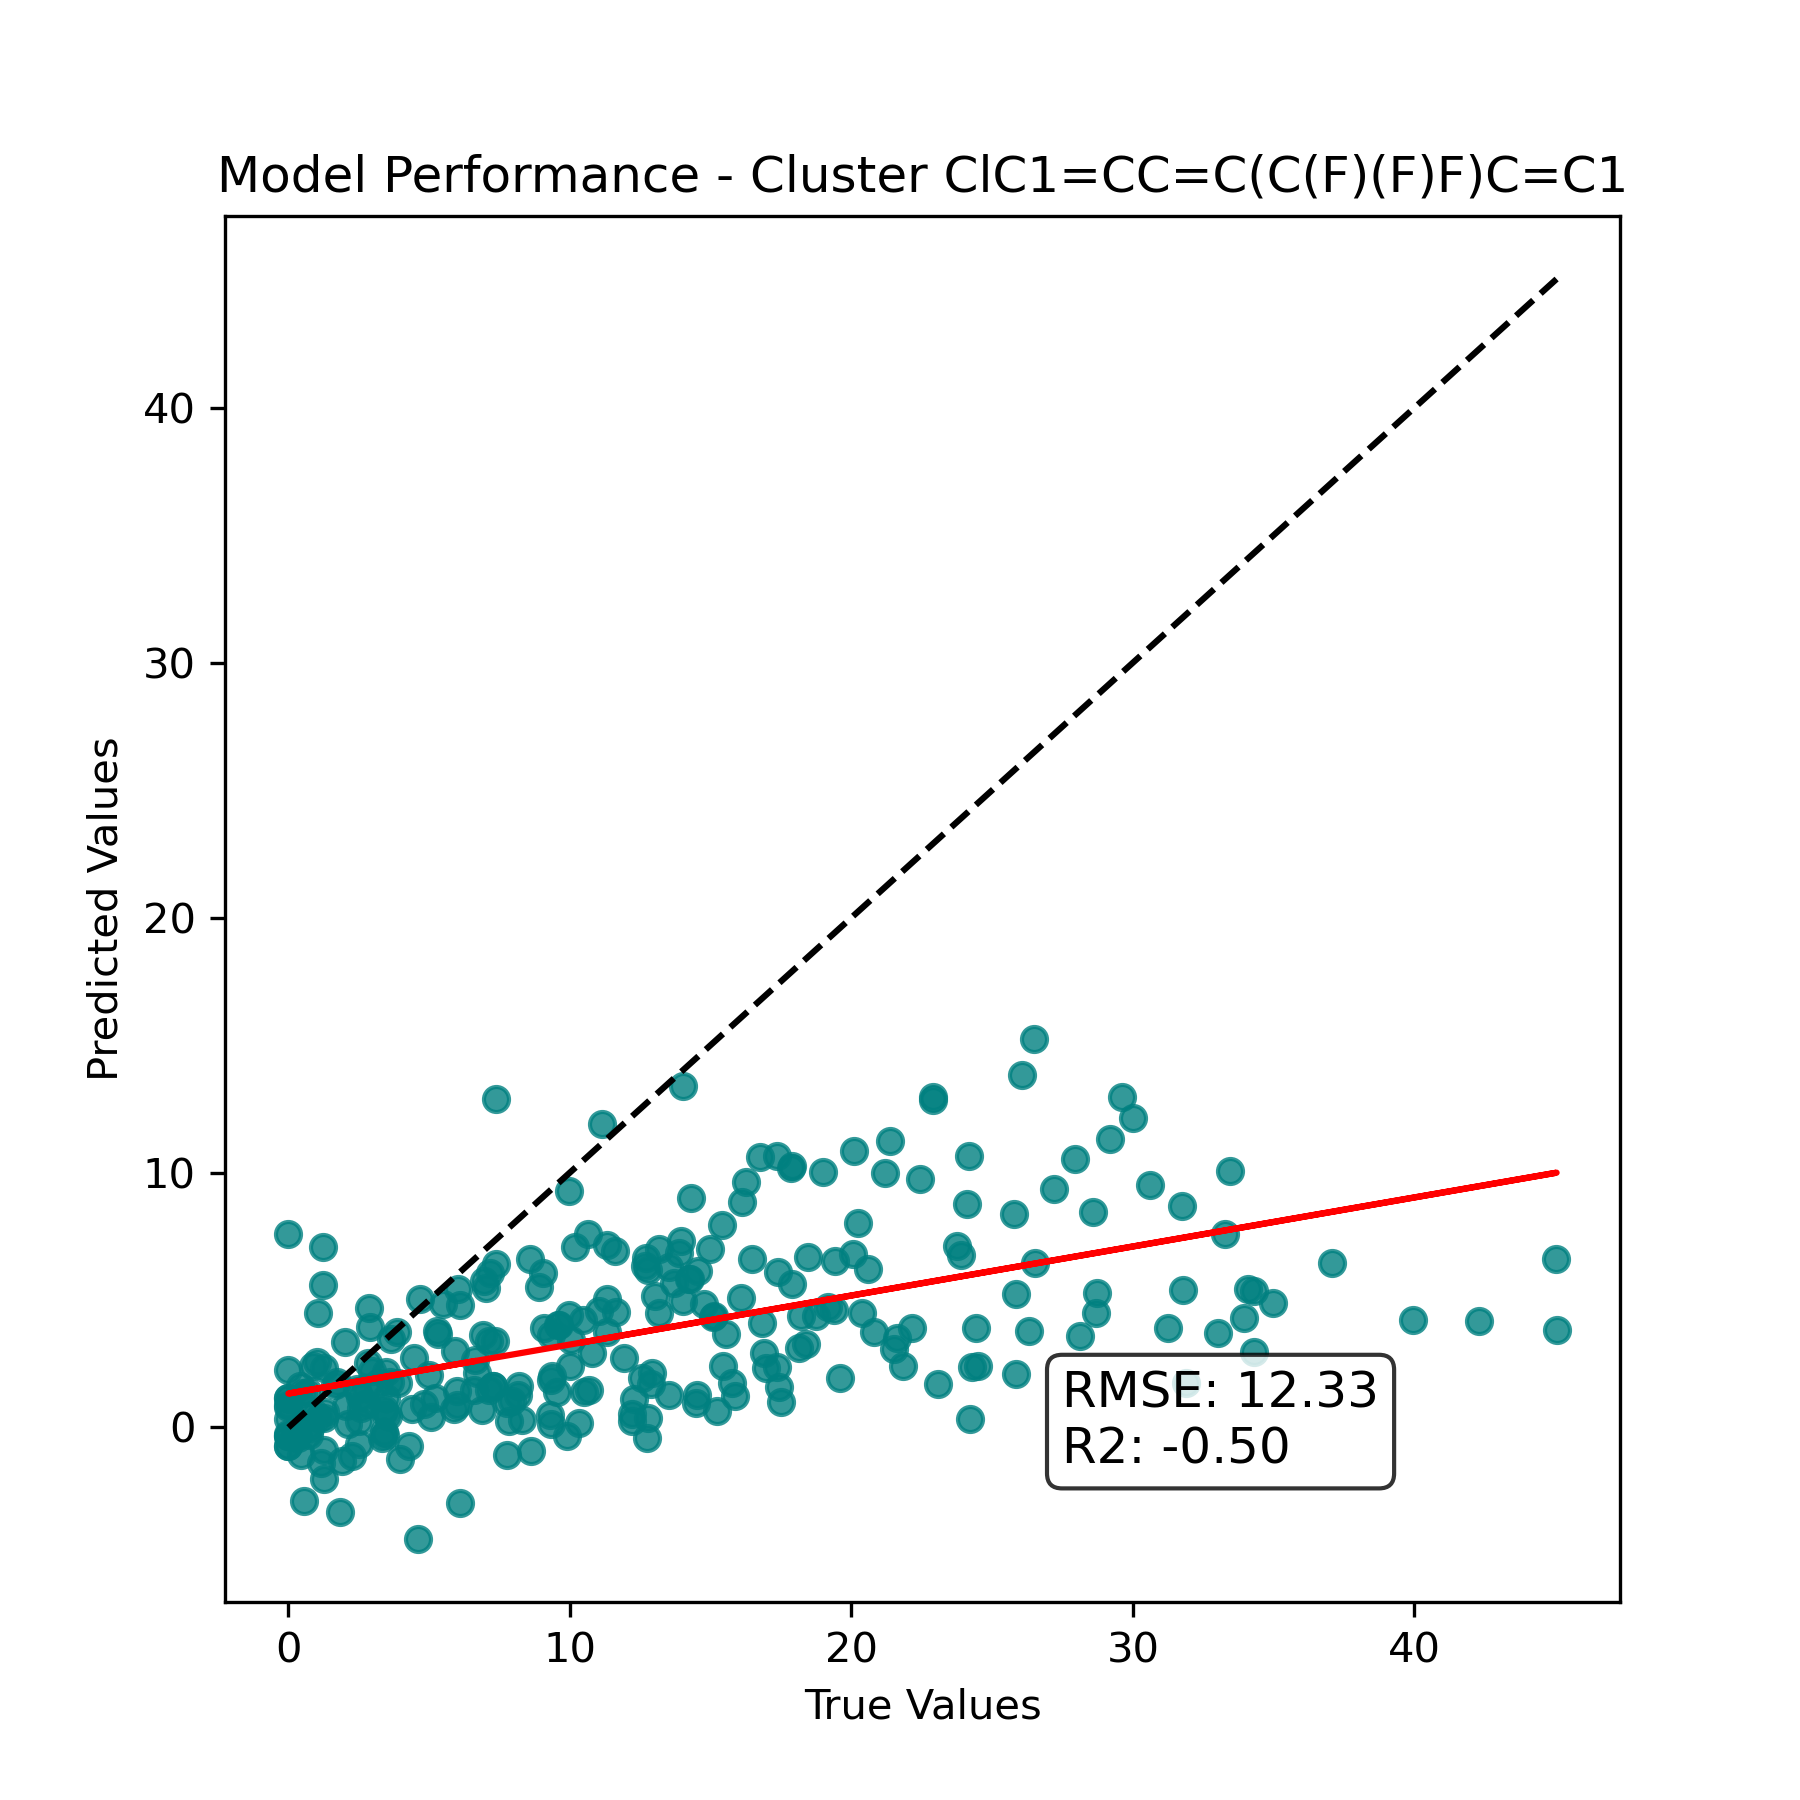 Model Performance - Cluster ClC1=CC=C(C(F)(F)F)C=C1
40
30
20
10
0
Predicted Values
RMSE: 12.33
R2: -0.50
0 10 20 30 40
True Values